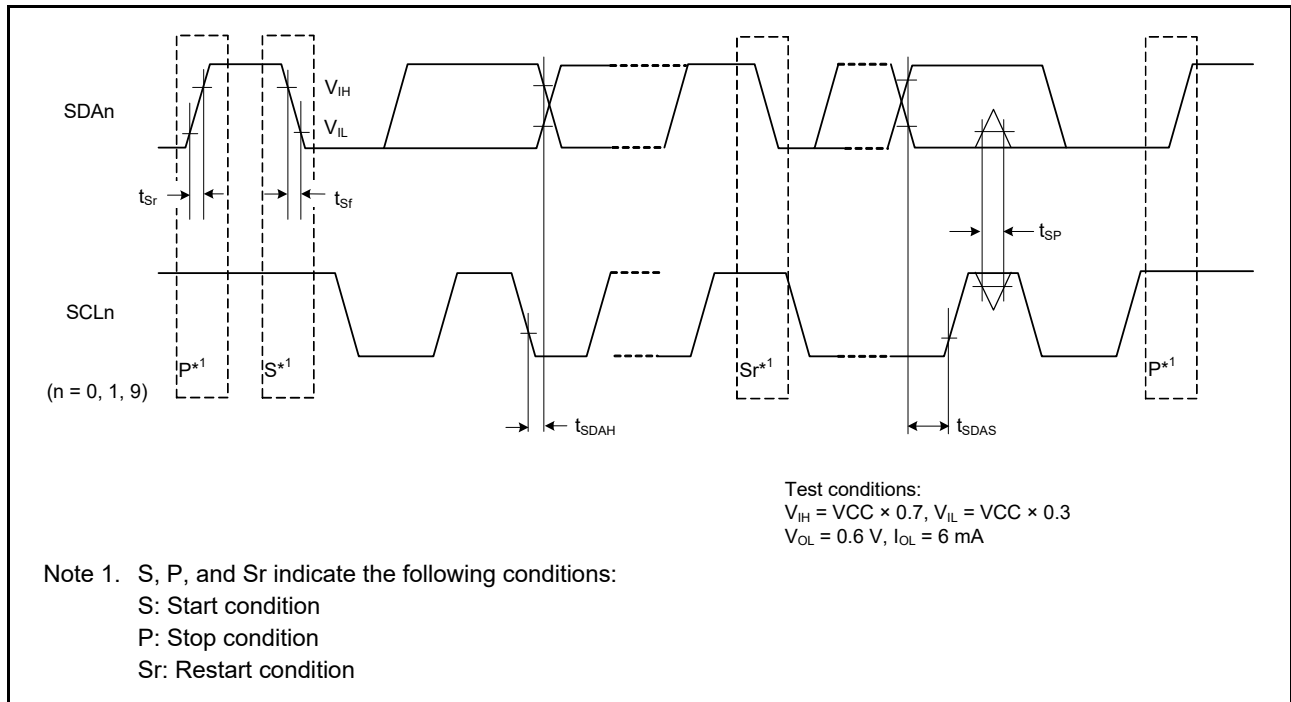 SDAn
V_IH
V_IL
t_Sr
t_Sf
t_SP
SCLn
P*¹
S*¹
Sr*¹
P*¹
(n = 0, 1, 9)
t_SDAH
t_SDAS
Test conditions:
V_IH = VCC × 0.7, V_IL = VCC × 0.3
V_OL = 0.6 V, I_OL = 6 mA
Note 1. S, P, and Sr indicate the following conditions:
S: Start condition
P: Stop condition
Sr: Restart condition